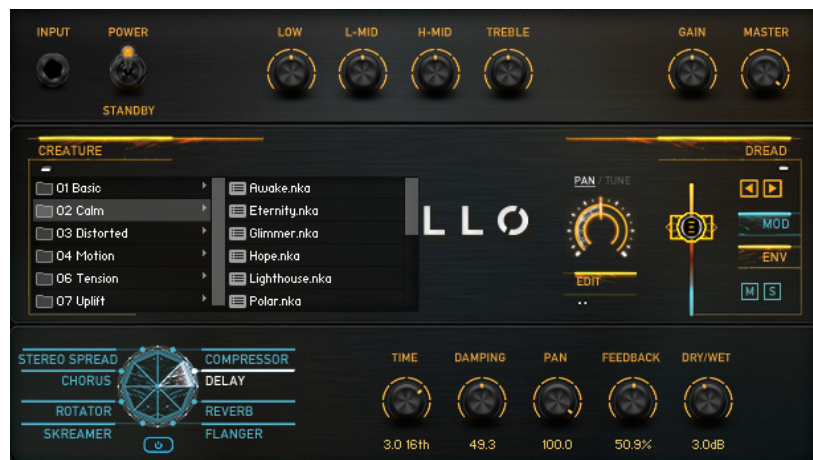 INPUT POWER LOW L-MID H-MID TREBLE GAIN MASTER
STANDBY
CREATURE DREAD
01 Basic
02 Calm
03 Distorted
04 Motion
06 Tension
07 Uplift
Awake.nka
Eternity.nka
Glimmer.nka
Hope.nka
Lighthouse.nka
Polar.nka
LLO
PAN / TUNE
EDIT
MOD
ENV
M S
STEREO SPREAD COMPRESSOR
CHORUS DELAY
ROTATOR REVERB
SKREAMER FLANGER
TIME DAMPING PAN FEEDBACK DRY/WET
3.0 16th 49.3 100.0 50.9% 3.0dB